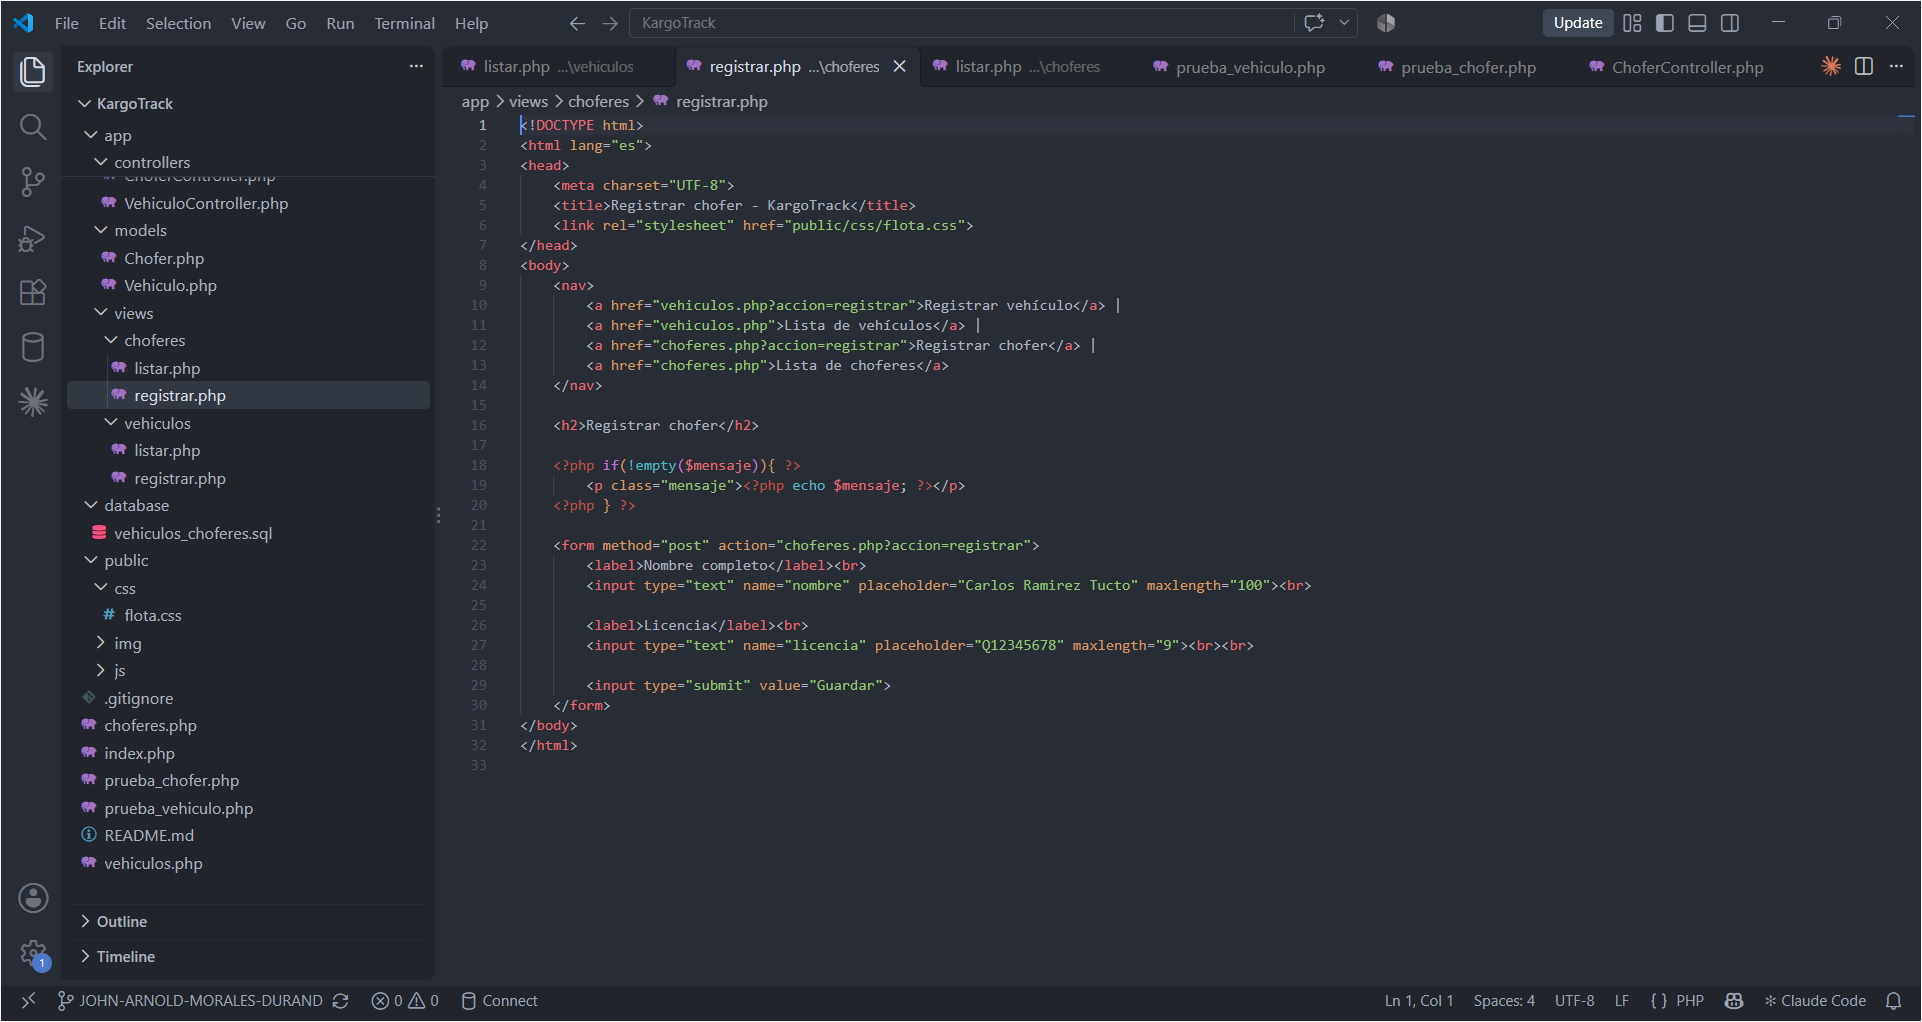 File Edit Selection View Go Run Terminal Help
KargoTrack
Update
Explorer
KargoTrack
app
controllers
ChoferController.php
VehiculoController.php
models
Chofer.php
Vehiculo.php
views
choferes
listar.php
registrar.php
vehiculos
listar.php
registrar.php
database
vehiculos_choferes.sql
public
css
# flota.css
img
js
.gitignore
choferes.php
index.php
prueba_chofer.php
prueba_vehiculo.php
README.md
vehiculos.php
Outline
Timeline
listar.php ...\vehiculos
registrar.php ...\choferes
listar.php ...\choferes
prueba_vehiculo.php
prueba_chofer.php
ChoferController.php
app > views > choferes > registrar.php
1 <!DOCTYPE html>
2 <html lang="es">
3 <head>
4 <meta charset="UTF-8">
5 <title>Registrar chofer - KargoTrack</title>
6 <link rel="stylesheet" href="public/css/flota.css">
7 </head>
8 <body>
9 <nav>
10 <a href="vehiculos.php?accion=registrar">Registrar vehículo</a> |
11 <a href="vehiculos.php">Lista de vehículos</a> |
12 <a href="choferes.php?accion=registrar">Registrar chofer</a> |
13 <a href="choferes.php">Lista de choferes</a>
14 </nav>
15
16 <h2>Registrar chofer</h2>
17
18 <?php if(!empty($mensaje)){ ?>
19 <p class="mensaje"><?php echo $mensaje; ?></p>
20 <?php } ?>
21
22 <form method="post" action="choferes.php?accion=registrar">
23 <label>Nombre completo</label><br>
24 <input type="text" name="nombre" placeholder="Carlos Ramirez Tucto" maxlength="100"><br>
25
26 <label>Licencia</label><br>
27 <input type="text" name="licencia" placeholder="Q12345678" maxlength="9"><br><br>
28
29 <input type="submit" value="Guardar">
30 </form>
31 </body>
32 </html>
33
1
JOHN-ARNOLD-MORALES-DURAND 0 0 Connect
Ln 1, Col 1 Spaces: 4 UTF-8 LF { } PHP Claude Code